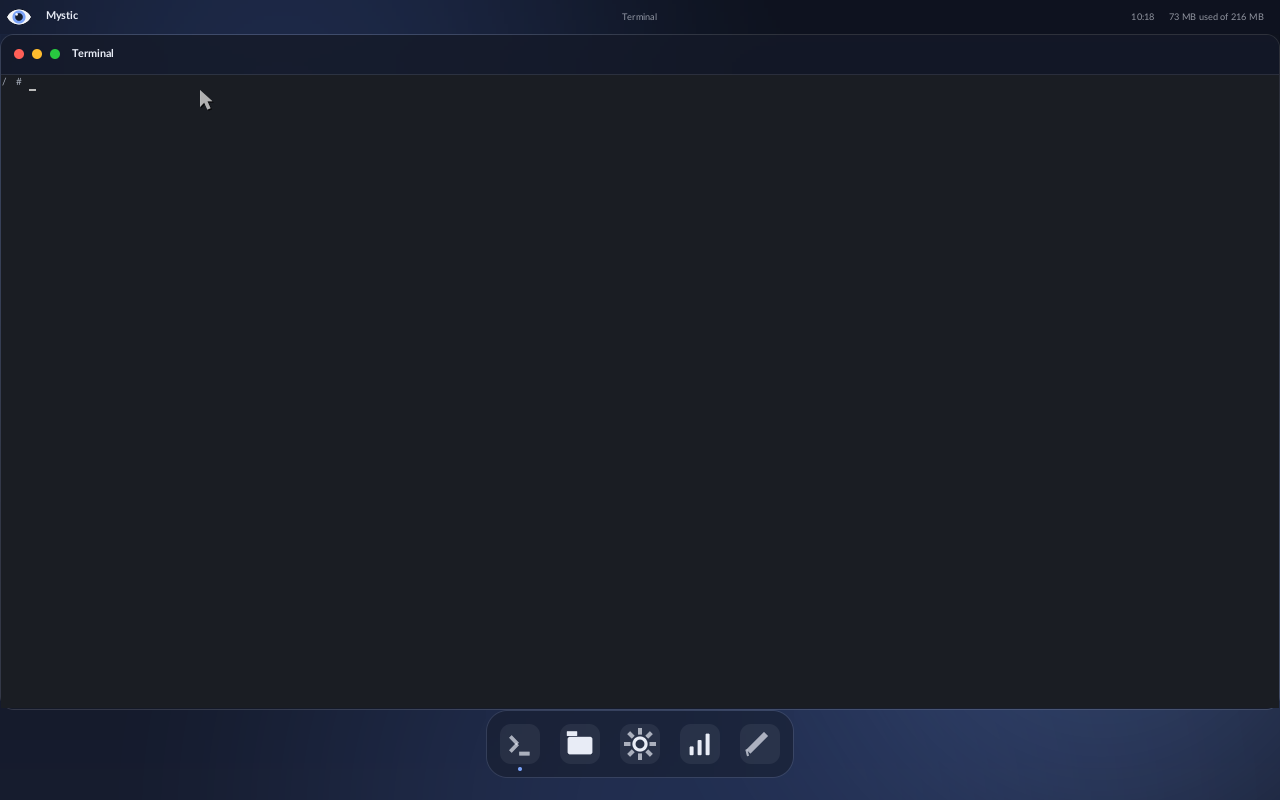 Mystic
Terminal
10:18
73 MB used of 216 MB
Terminal
/ # _